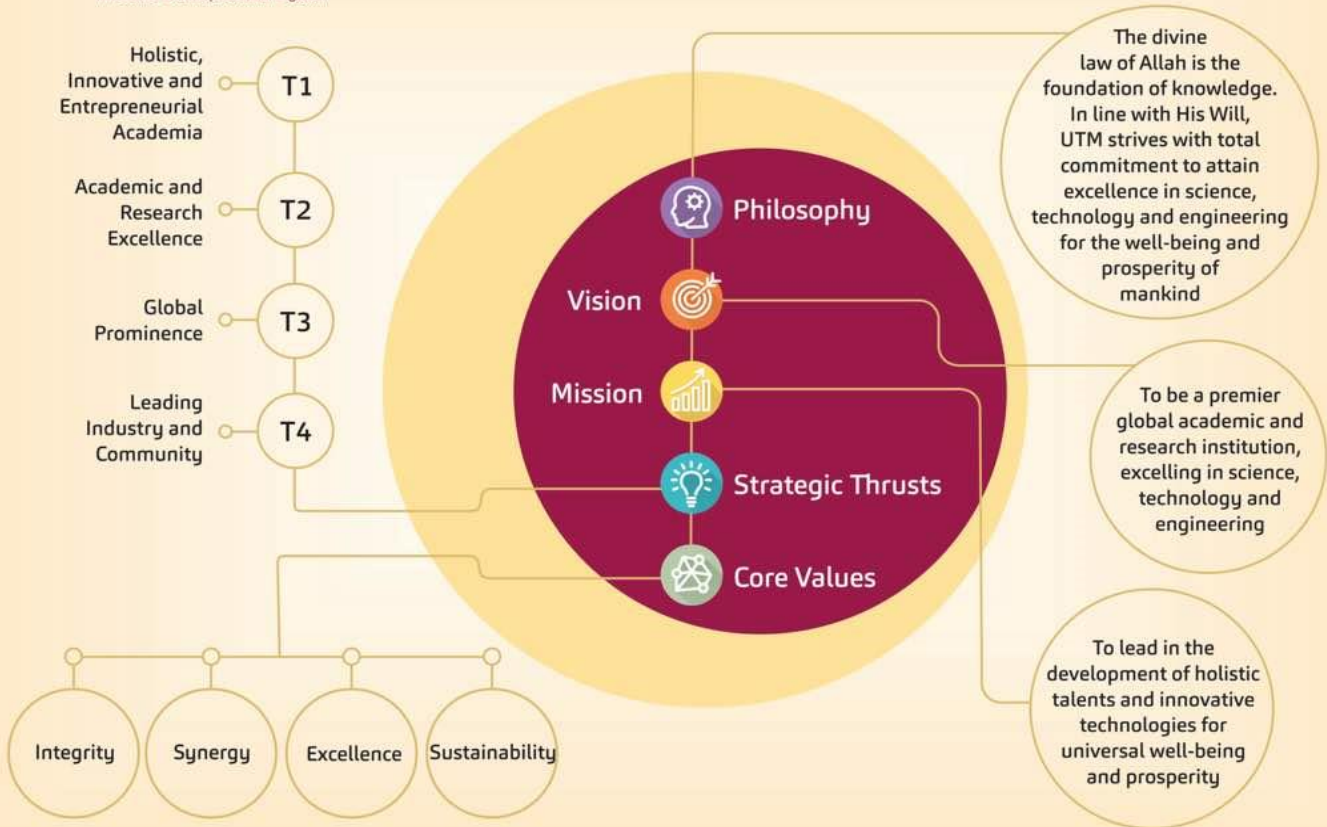 Holistic,
Innovative and
Entrepreneurial
Academia
T1
Academic and
Research
Excellence
T2
Global
Prominence
T3
Leading
Industry and
Community
T4
Philosophy
Vision
Mission
Strategic Thrusts
Core Values
The divine
law of Allah is the
foundation of knowledge.
In line with His Will,
UTM strives with total
commitment to attain
excellence in science,
technology and engineering
for the well-being and
prosperity of
mankind
To be a premier
global academic and
research institution,
excelling in science,
technology and
engineering
To lead in the
development of holistic
talents and innovative
technologies for
universal well-being
and prosperity
Integrity
Synergy
Excellence
Sustainability